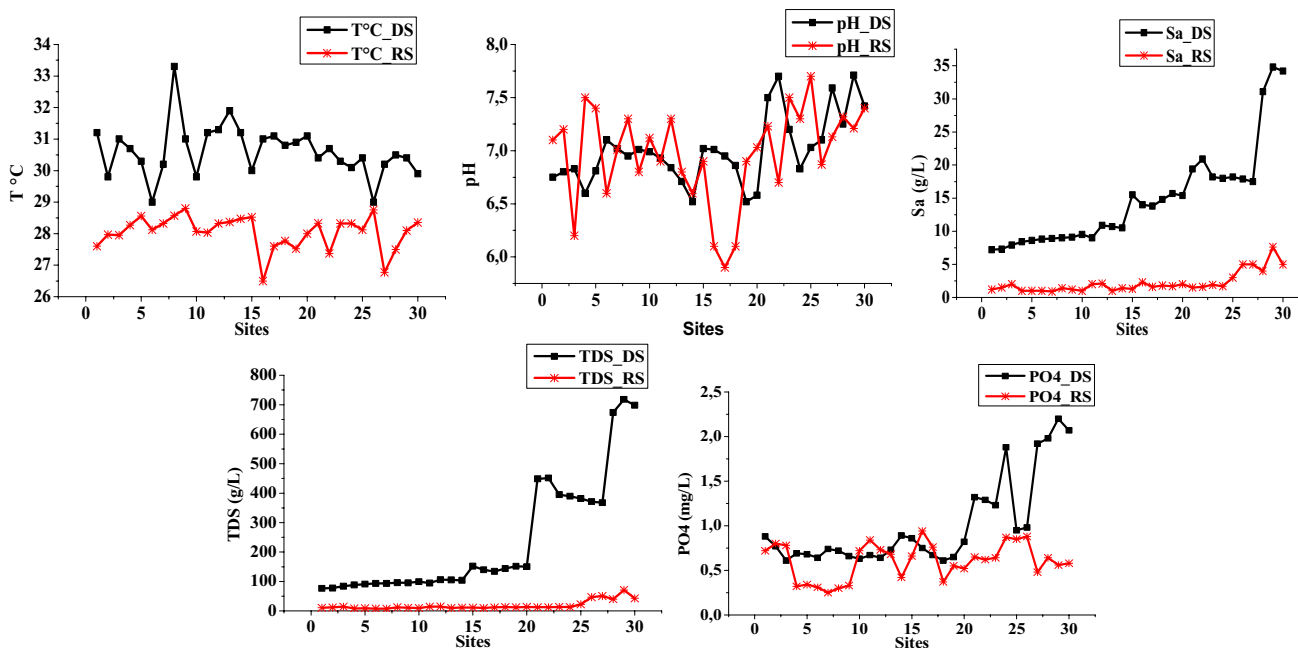 T°C_DS
T°C_RS
34
33
32
31
30
29
28
27
26
T °C
0 5 10 15 20 25 30
Sites
pH_DS
pH_RS
8,0
7,5
7,0
6,5
6,0
pH
0 5 10 15 20 25 30
Sites
Sa_DS
Sa_RS
35
30
25
20
15
10
5
0
Sa (g/L)
0 5 10 15 20 25 30
Sites
TDS_DS
TDS_RS
800
700
600
500
400
300
200
100
0
TDS (g/L)
0 5 10 15 20 25 30
Sites
PO4_DS
PO4_RS
2,5
2,0
1,5
1,0
0,5
0,0
PO4 (mg/L)
0 5 10 15 20 25 30
Sites